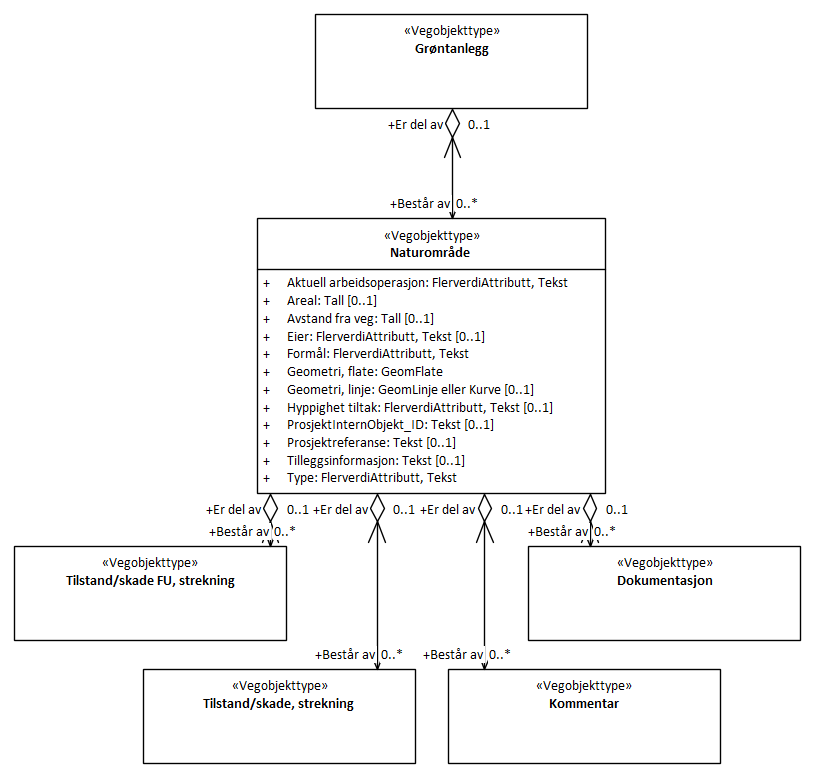 «Vegobjekttype»
Grøntanlegg
+Er del av 0..1
+Består av 0..*
«Vegobjekttype»
Naturområde
+ Aktuell arbeidsoperasjon: FlerverdiAttributt, Tekst
+ Areal: Tall [0..1]
+ Avstand fra veg: Tall [0..1]
+ Eier: FlerverdiAttributt, Tekst [0..1]
+ Formål: FlerverdiAttributt, Tekst
+ Geometri, flate: GeomFlate
+ Geometri, linje: GeomLinje eller Kurve [0..1]
+ Hyppighet tiltak: FlerverdiAttributt, Tekst [0..1]
+ ProsjektInternObjekt_ID: Tekst [0..1]
+ Prosjektreferanse: Tekst [0..1]
+ Tilleggsinformasjon: Tekst [0..1]
+ Type: FlerverdiAttributt, Tekst
+Er del av 0..1 +Er del av 0..1 +Er del av 0..1 +Er del av 0..1
+Består av 0..* +Består av 0..*
«Vegobjekttype» «Vegobjekttype»
Tilstand/skade FU, strekning Dokumentasjon
+Består av 0..* +Består av 0..*
«Vegobjekttype» «Vegobjekttype»
Tilstand/skade, strekning Kommentar